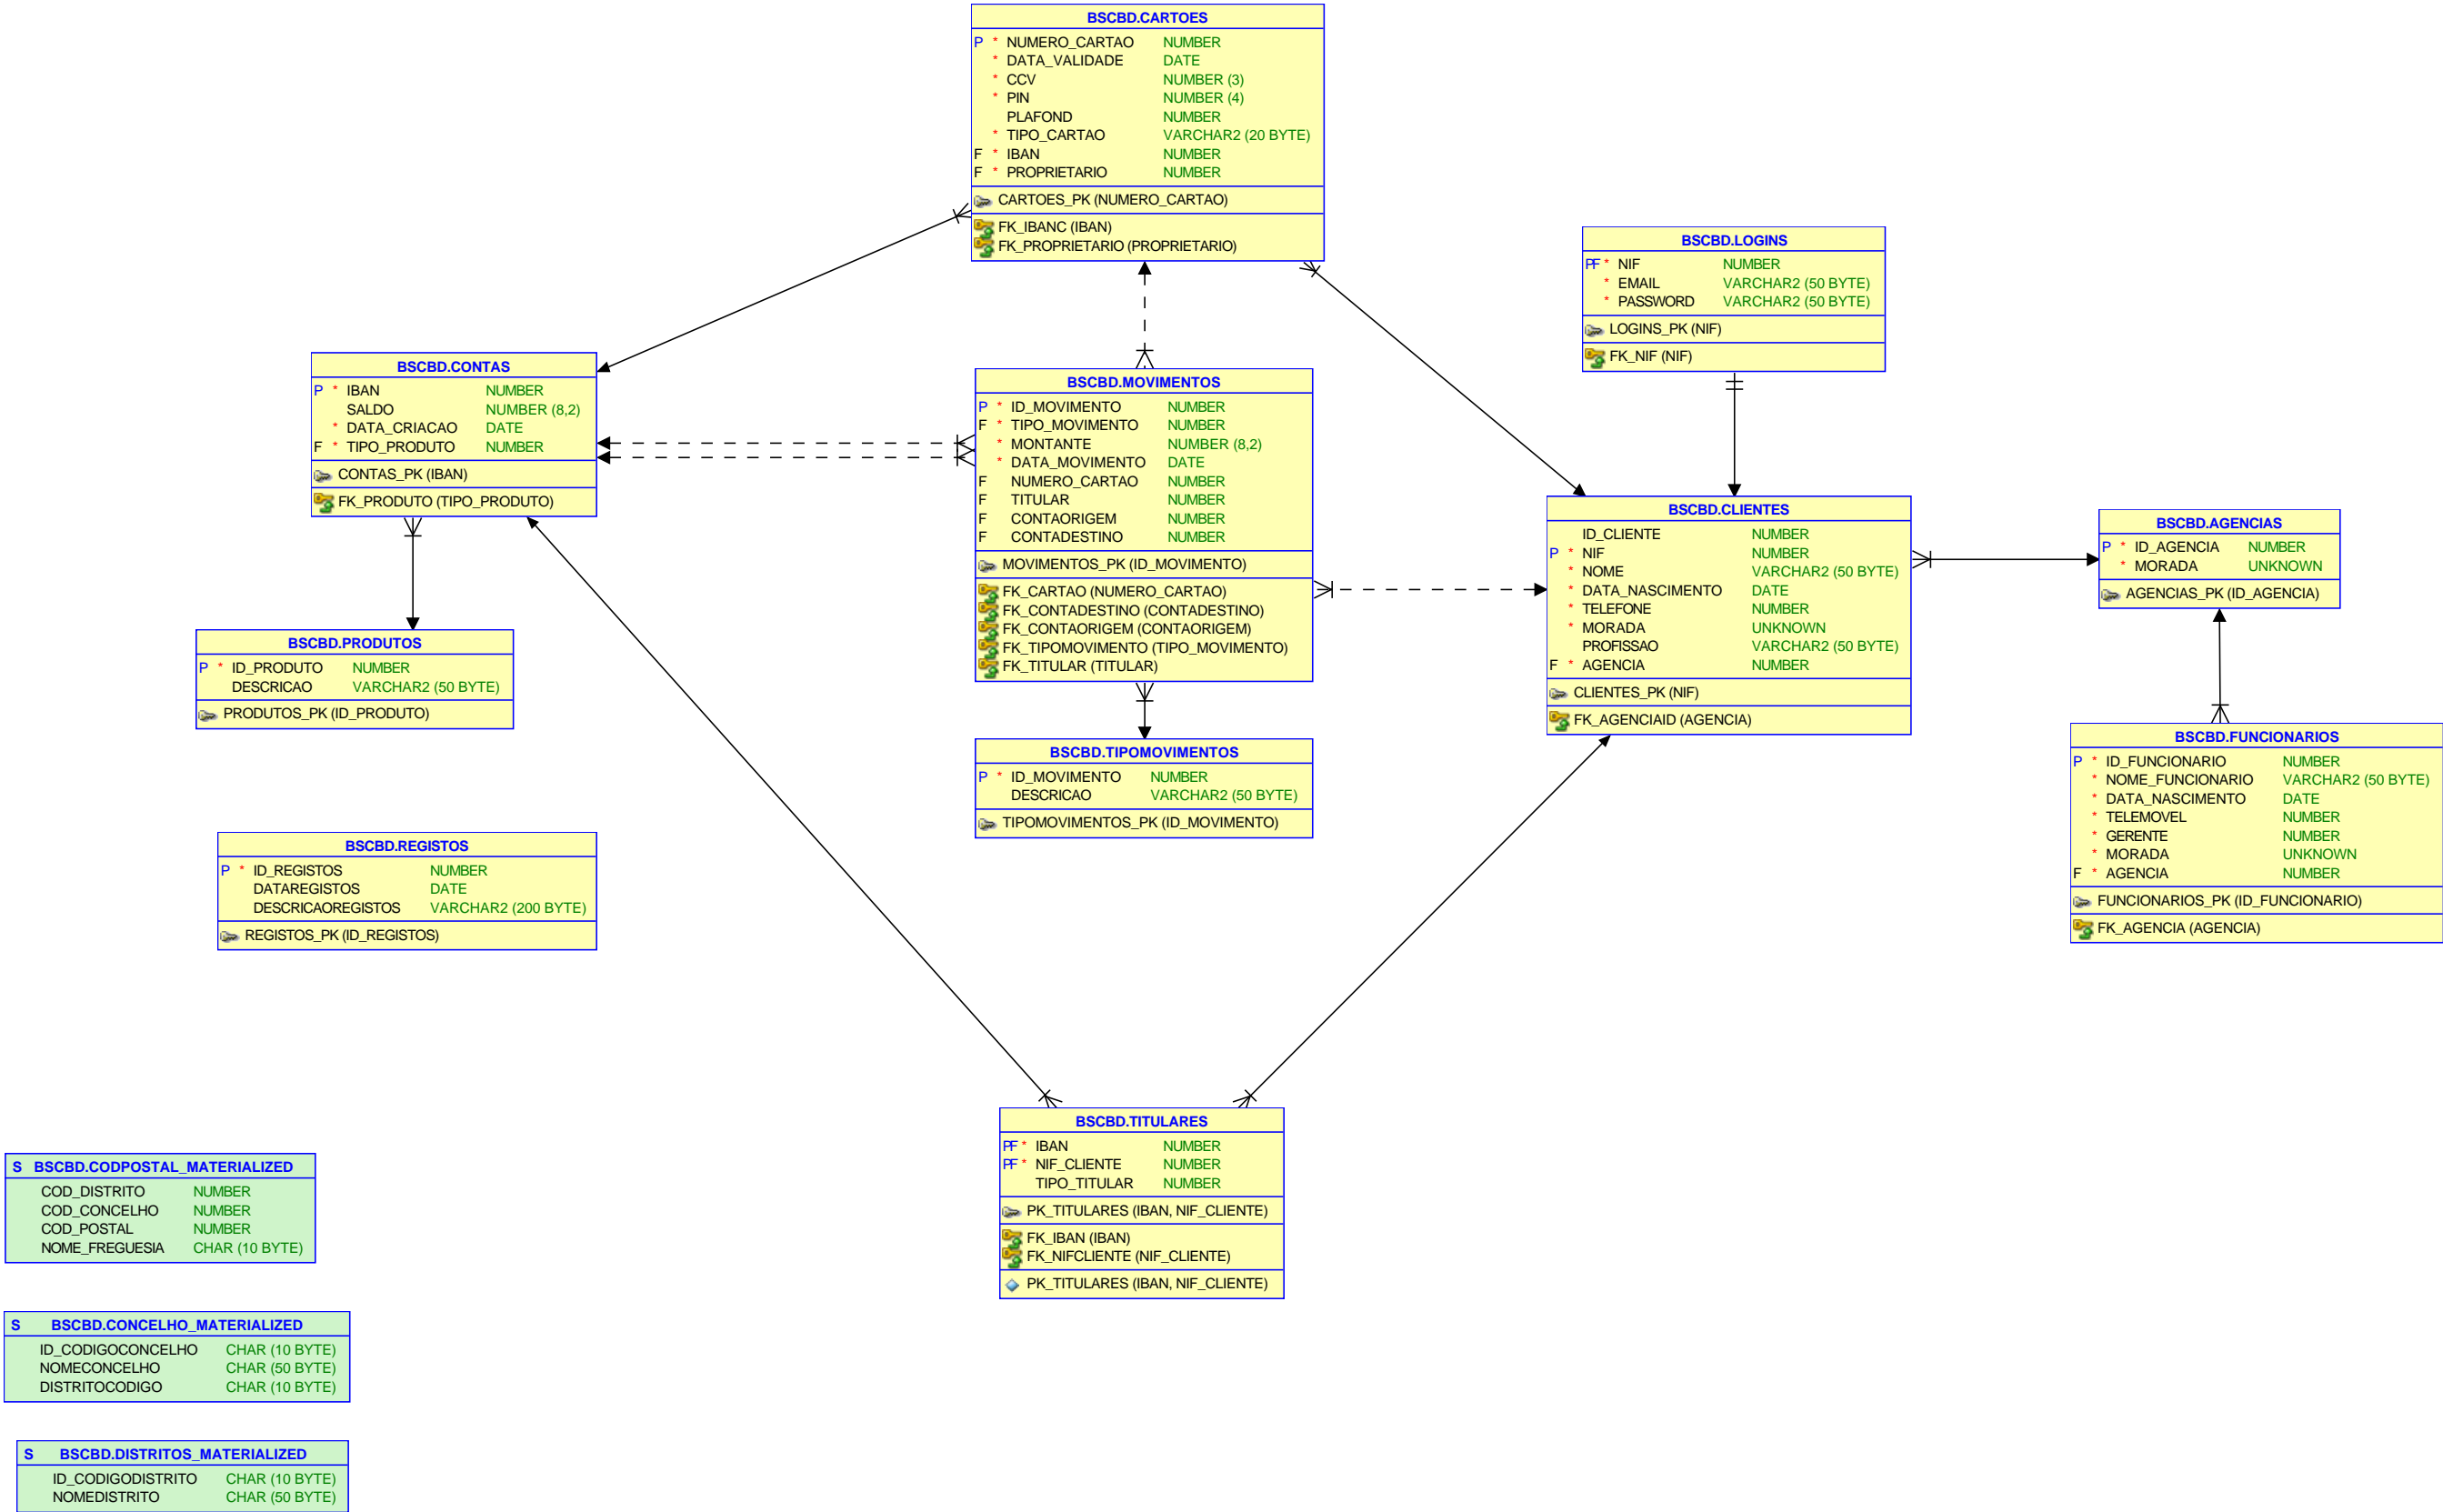 BSCBD.CARTOES
P * NUMERO_CARTAO NUMBER
* DATA_VALIDADE DATE
* CCV NUMBER (3)
* PIN NUMBER (4)
PLAFOND NUMBER
* TIPO_CARTAO VARCHAR2 (20 BYTE)
F * IBAN NUMBER
F * PROPRIETARIO NUMBER
CARTOES_PK (NUMERO_CARTAO)
FK_IBANC (IBAN)
FK_PROPRIETARIO (PROPRIETARIO)
BSCBD.LOGINS
PF * NIF NUMBER
* EMAIL VARCHAR2 (50 BYTE)
* PASSWORD VARCHAR2 (50 BYTE)
LOGINS_PK (NIF)
FK_NIF (NIF)
BSCBD.CONTAS
P * IBAN NUMBER
SALDO NUMBER (8,2)
* DATA_CRIACAO DATE
F * TIPO_PRODUTO NUMBER
CONTAS_PK (IBAN)
FK_PRODUTO (TIPO_PRODUTO)
BSCBD.MOVIMENTOS
P * ID_MOVIMENTO NUMBER
F * TIPO_MOVIMENTO NUMBER
* MONTANTE NUMBER (8,2)
* DATA_MOVIMENTO DATE
F NUMERO_CARTAO NUMBER
F TITULAR NUMBER
F CONTAORIGEM NUMBER
F CONTADESTINO NUMBER
MOVIMENTOS_PK (ID_MOVIMENTO)
FK_CARTAO (NUMERO_CARTAO)
FK_CONTADESTINO (CONTADESTINO)
FK_CONTAORIGEM (CONTAORIGEM)
FK_TIPOMOVIMENTO (TIPO_MOVIMENTO)
FK_TITULAR (TITULAR)
BSCBD.CLIENTES
ID_CLIENTE NUMBER
P * NIF NUMBER
* NOME VARCHAR2 (50 BYTE)
* DATA_NASCIMENTO DATE
* TELEFONE NUMBER
* MORADA UNKNOWN
PROFISSAO VARCHAR2 (50 BYTE)
F * AGENCIA NUMBER
CLIENTES_PK (NIF)
FK_AGENCIAID (AGENCIA)
BSCBD.AGENCIAS
P * ID_AGENCIA NUMBER
* MORADA UNKNOWN
AGENCIAS_PK (ID_AGENCIA)
BSCBD.PRODUTOS
P * ID_PRODUTO NUMBER
DESCRICAO VARCHAR2 (50 BYTE)
PRODUTOS_PK (ID_PRODUTO)
BSCBD.TIPOMOVIMENTOS
P * ID_MOVIMENTO NUMBER
DESCRICAO VARCHAR2 (50 BYTE)
TIPOMOVIMENTOS_PK (ID_MOVIMENTO)
BSCBD.FUNCIONARIOS
P * ID_FUNCIONARIO NUMBER
* NOME_FUNCIONARIO VARCHAR2 (50 BYTE)
* DATA_NASCIMENTO DATE
* TELEMOVEL NUMBER
* GERENTE NUMBER
* MORADA UNKNOWN
F * AGENCIA NUMBER
FUNCIONARIOS_PK (ID_FUNCIONARIO)
FK_AGENCIA (AGENCIA)
BSCBD.REGISTOS
P * ID_REGISTOS NUMBER
DATAREGISTOS DATE
DESCRICAOREGISTOS VARCHAR2 (200 BYTE)
REGISTOS_PK (ID_REGISTOS)
BSCBD.TITULARES
PF * IBAN NUMBER
PF * NIF_CLIENTE NUMBER
TIPO_TITULAR NUMBER
PK_TITULARES (IBAN, NIF_CLIENTE)
FK_IBAN (IBAN)
FK_NIFCLIENTE (NIF_CLIENTE)
PK_TITULARES (IBAN, NIF_CLIENTE)
S BSCBD.CODPOSTAL_MATERIALIZED
COD_DISTRITO NUMBER
COD_CONCELHO NUMBER
COD_POSTAL NUMBER
NOME_FREGUESIA CHAR (10 BYTE)
S BSCBD.CONCELHO_MATERIALIZED
ID_CODIGOCONCELHO CHAR (10 BYTE)
NOMECONCELHO CHAR (50 BYTE)
DISTRITOCODIGO CHAR (10 BYTE)
S BSCBD.DISTRITOS_MATERIALIZED
ID_CODIGODISTRITO CHAR (10 BYTE)
NOMEDISTRITO CHAR (50 BYTE)